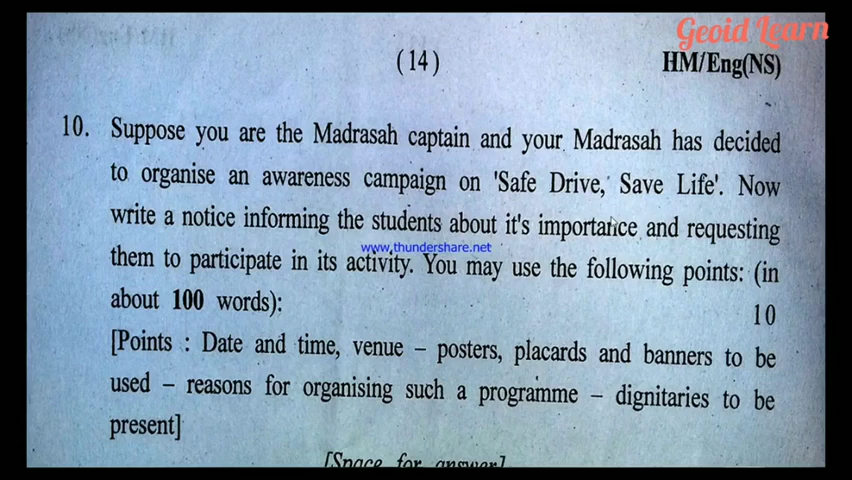 Geoid Learn
(14)
HM/Eng(NS)
10. Suppose you are the Madrasah captain and your Madrasah has decided
to organise an awareness campaign on 'Safe Drive, Save Life'. Now
write a notice informing the students about it's importance and requesting
www.thundershare.net
them to participate in its activity. You may use the following points: (in
about 100 words): 10
[Points : Date and time, venue – posters, placards and banners to be
used – reasons for organising such a programme – dignitaries to be
present]
[Space for answer]